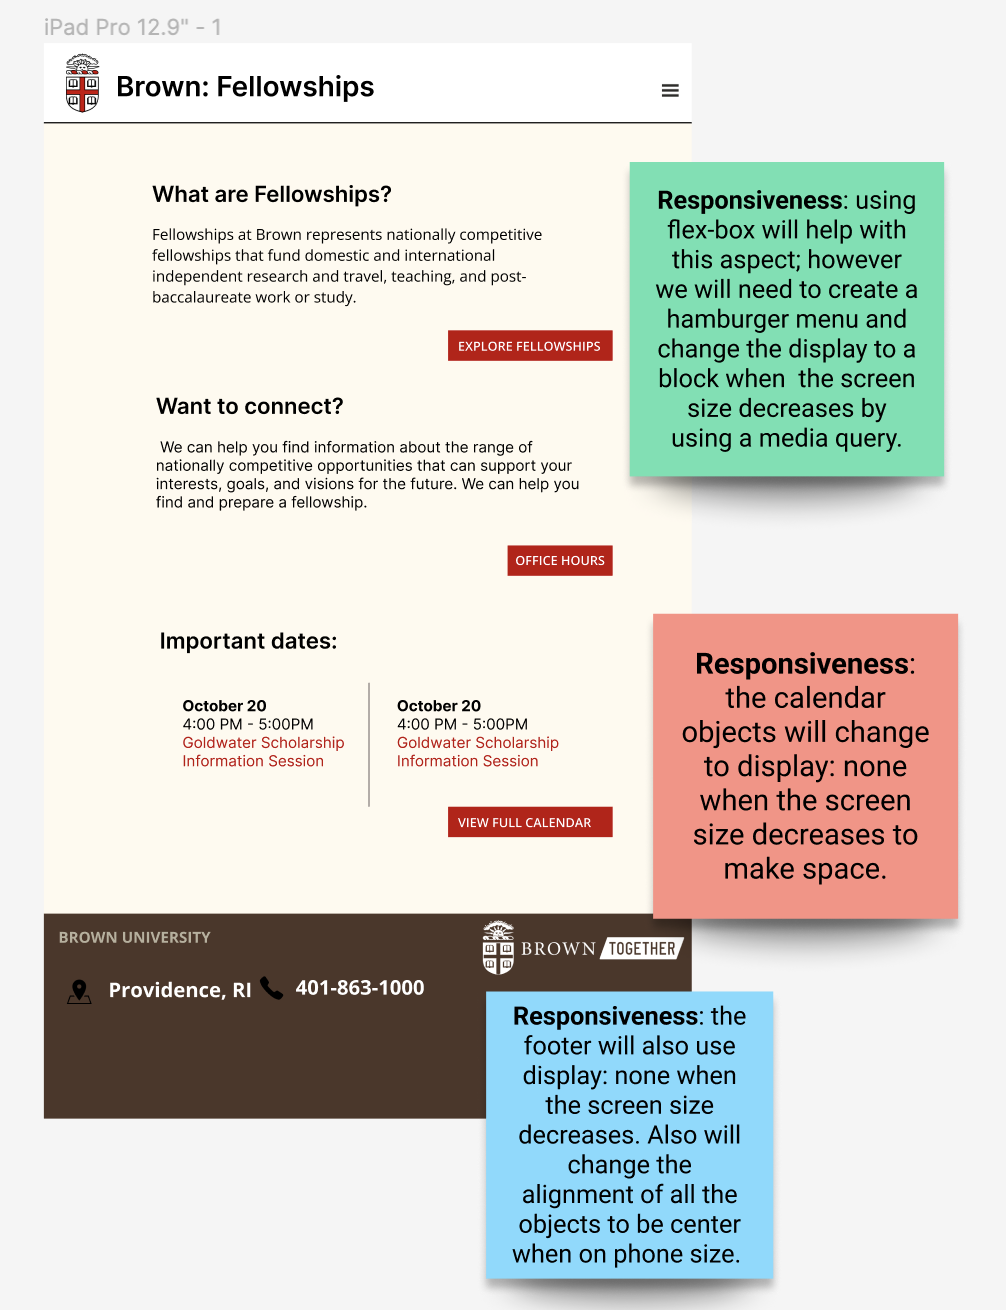 iPad Pro 12.9" - 1
Brown: Fellowships
What are Fellowships?
Fellowships at Brown represents nationally competitive
fellowships that fund domestic and international
independent research and travel, teaching, and post-
baccalaureate work or study.
EXPLORE FELLOWSHIPS
Want to connect?
We can help you find information about the range of
nationally competitive opportunities that can support your
interests, goals, and visions for the future. We can help you
find and prepare a fellowship.
OFFICE HOURS
Important dates:
October 20
4:00 PM - 5:00PM
Goldwater Scholarship
Information Session
October 20
4:00 PM - 5:00PM
Goldwater Scholarship
Information Session
VIEW FULL CALENDAR
BROWN UNIVERSITY
BROWN TOGETHER
Providence, RI
401-863-1000
Responsiveness: using
flex-box will help with
this aspect; however
we will need to create a
hamburger menu and
change the display to a
block when the screen
size decreases by
using a media query.
Responsiveness:
the calendar
objects will change
to display: none
when the screen
size decreases to
make space.
Responsiveness: the
footer will also use
display: none when
the screen size
decreases. Also will
change the
alignment of all the
objects to be center
when on phone size.